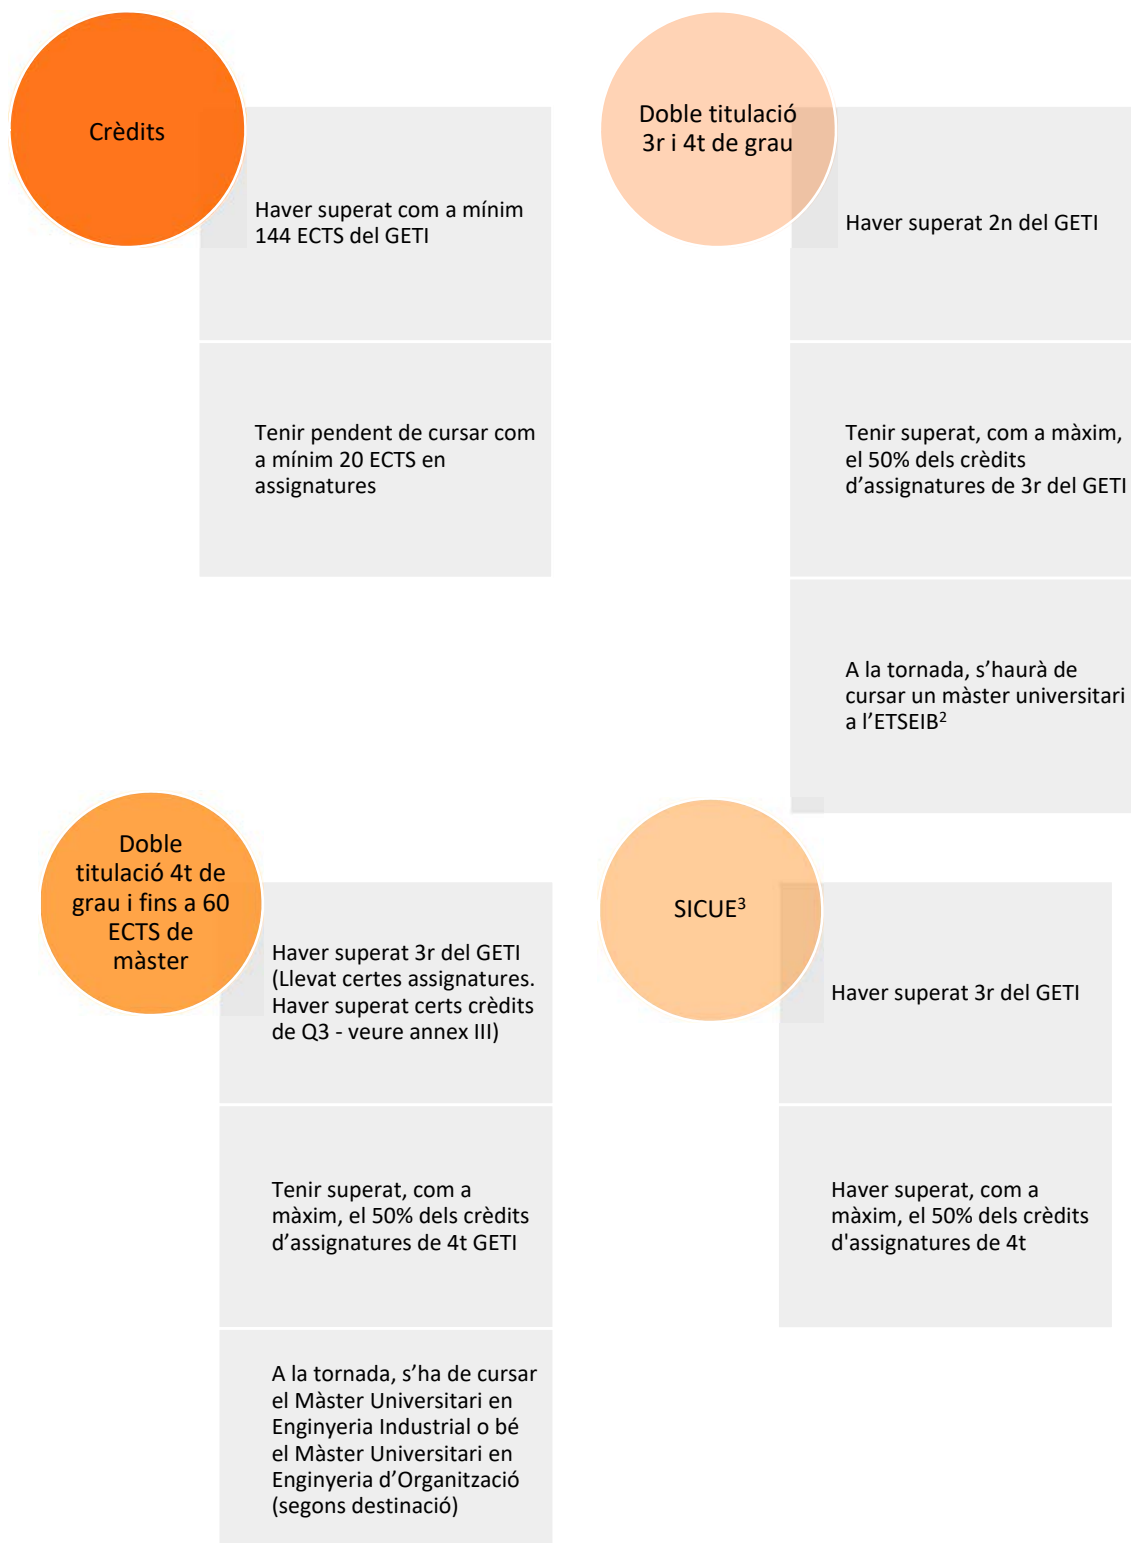 Crèdits
Haver superat com a mínim
144 ECTS del GETI
Tenir pendent de cursar com
a mínim 20 ECTS en
assignatures
Doble titulació
3r i 4t de grau
Haver superat 2n del GETI
Tenir superat, com a màxim,
el 50% dels crèdits
d’assignatures de 3r del GETI
A la tornada, s’haurà de
cursar un màster universitari
a l’ETSEIB²
Doble
titulació 4t de
grau i fins a 60
ECTS de
màster
Haver superat 3r del GETI
(Llevat certes assignatures.
Haver superat certs crèdits
de Q3 - veure annex III)
Tenir superat, com a
màxim, el 50% dels crèdits
d’assignatures de 4t GETI
A la tornada, s’ha de cursar
el Màster Universitari en
Enginyeria Industrial o bé
el Màster Universitari en
Enginyeria d’Organització
(segons destinació)
SICUE³
Haver superat 3r del GETI
Haver superat, com a
màxim, el 50% dels crèdits
d'assignatures de 4t